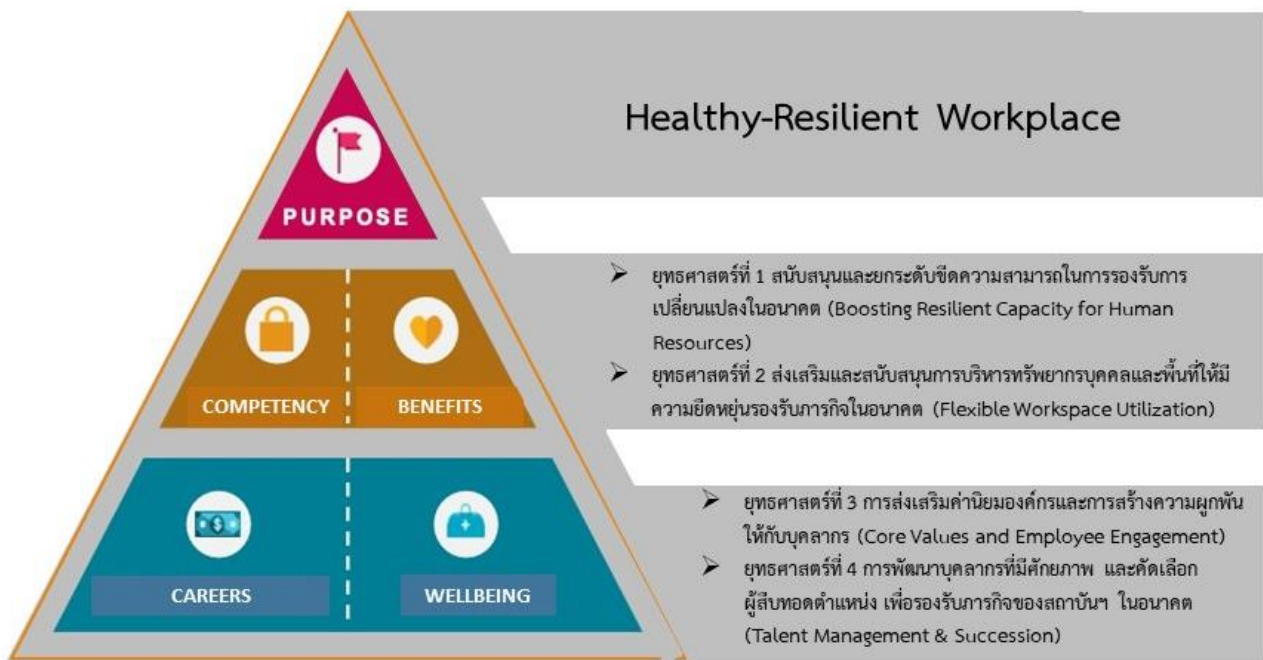 Healthy-Resilient Workplace
PURPOSE
➢ ยุทธศาสตร์ที่ 1 สนับสนุนและยกระดับขีดความสามารถในการรองรับการ
เปลี่ยนแปลงในอนาคต (Boosting Resilient Capacity for Human
Resources)
➢ ยุทธศาสตร์ที่ 2 ส่งเสริมและสนับสนุนการบริหารทรัพยากรบุคคลและพื้นที่ให้มี
ความยืดหยุ่นรองรับภารกิจในอนาคต (Flexible Workspace Utilization)
COMPETENCY
BENEFITS
➢ ยุทธศาสตร์ที่ 3 การส่งเสริมค่านิยมองค์กรและการสร้างความผูกพัน
ให้กับบุคลากร (Core Values and Employee Engagement)
➢ ยุทธศาสตร์ที่ 4 การพัฒนาบุคลากรที่มีศักยภาพ และคัดเลือก
ผู้สืบทอดตำแหน่ง เพื่อรองรับภารกิจของสถาบันฯ ในอนาคต
(Talent Management & Succession)
CAREERS
WELLBEING